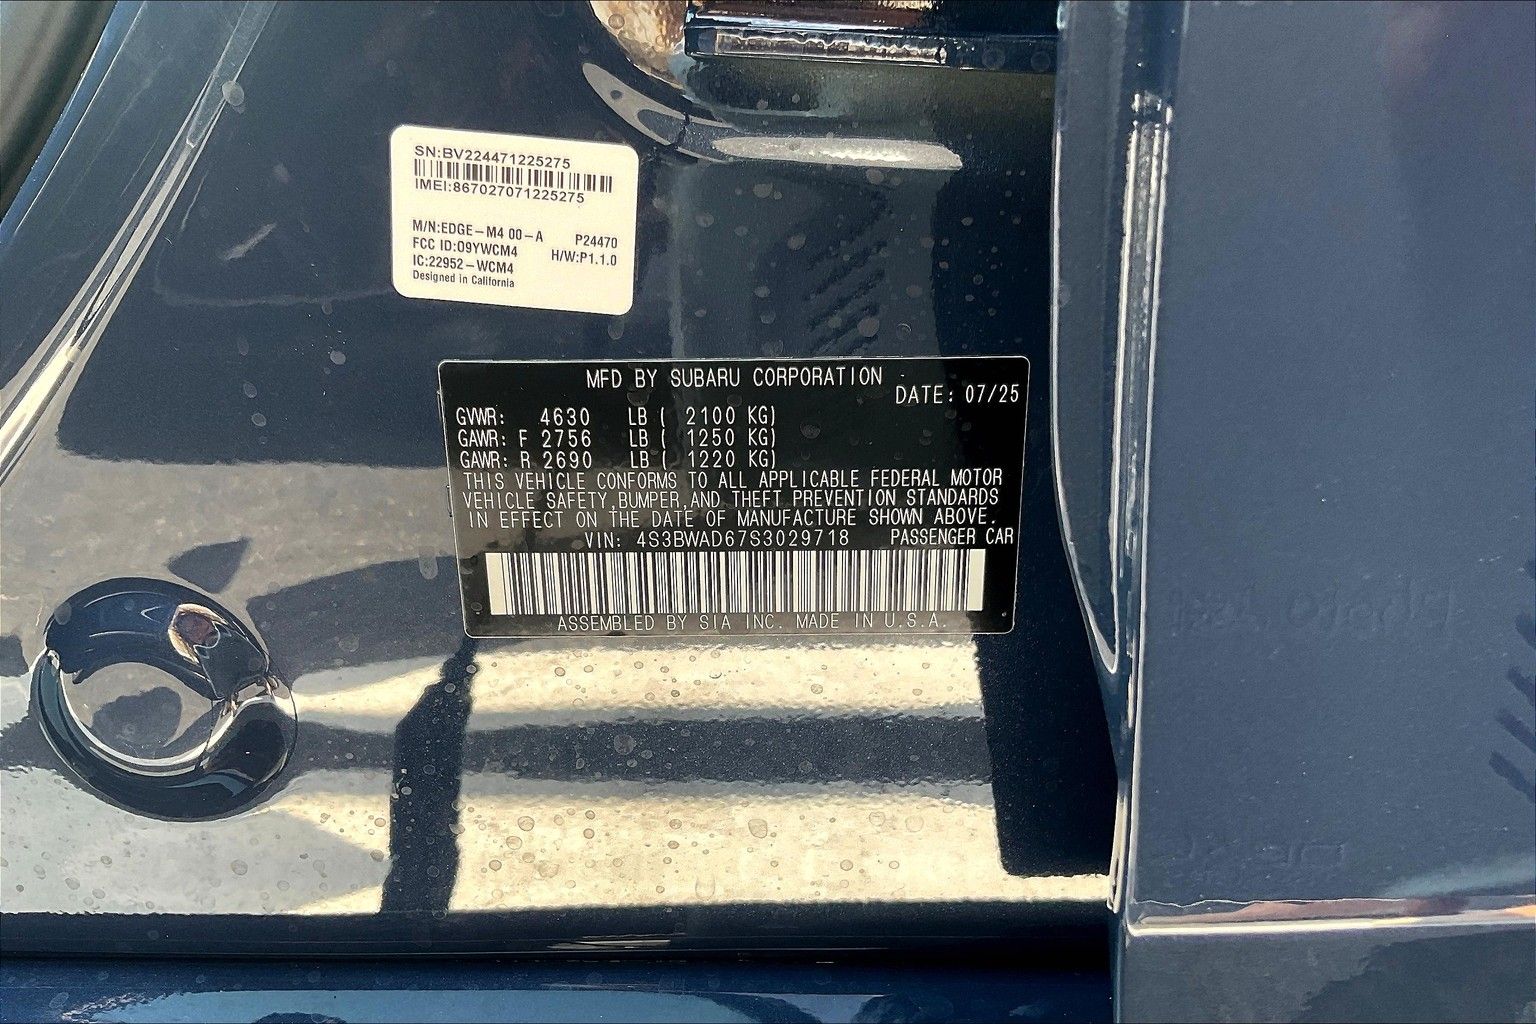 SN:BV224471225275
IMEI:867027071225275
M/N:EDGE-M4 00-A P24470
FCC ID:O9YWCM4 H/W:P1.1.0
IC:22952-WCM4
Designed in California
MFD BY SUBARU CORPORATION
DATE: 07/25
GVWR: 4630 LB ( 2100 KG)
GAWR: F 2756 LB ( 1250 KG)
GAWR: R 2690 LB ( 1220 KG)
THIS VEHICLE CONFORMS TO ALL APPLICABLE FEDERAL MOTOR
VEHICLE SAFETY,BUMPER,AND THEFT PREVENTION STANDARDS
IN EFFECT ON THE DATE OF MANUFACTURE SHOWN ABOVE.
VIN: 4S3BWAD67S3029718 PASSENGER CAR
ASSEMBLED BY SIA INC. MADE IN U.S.A.